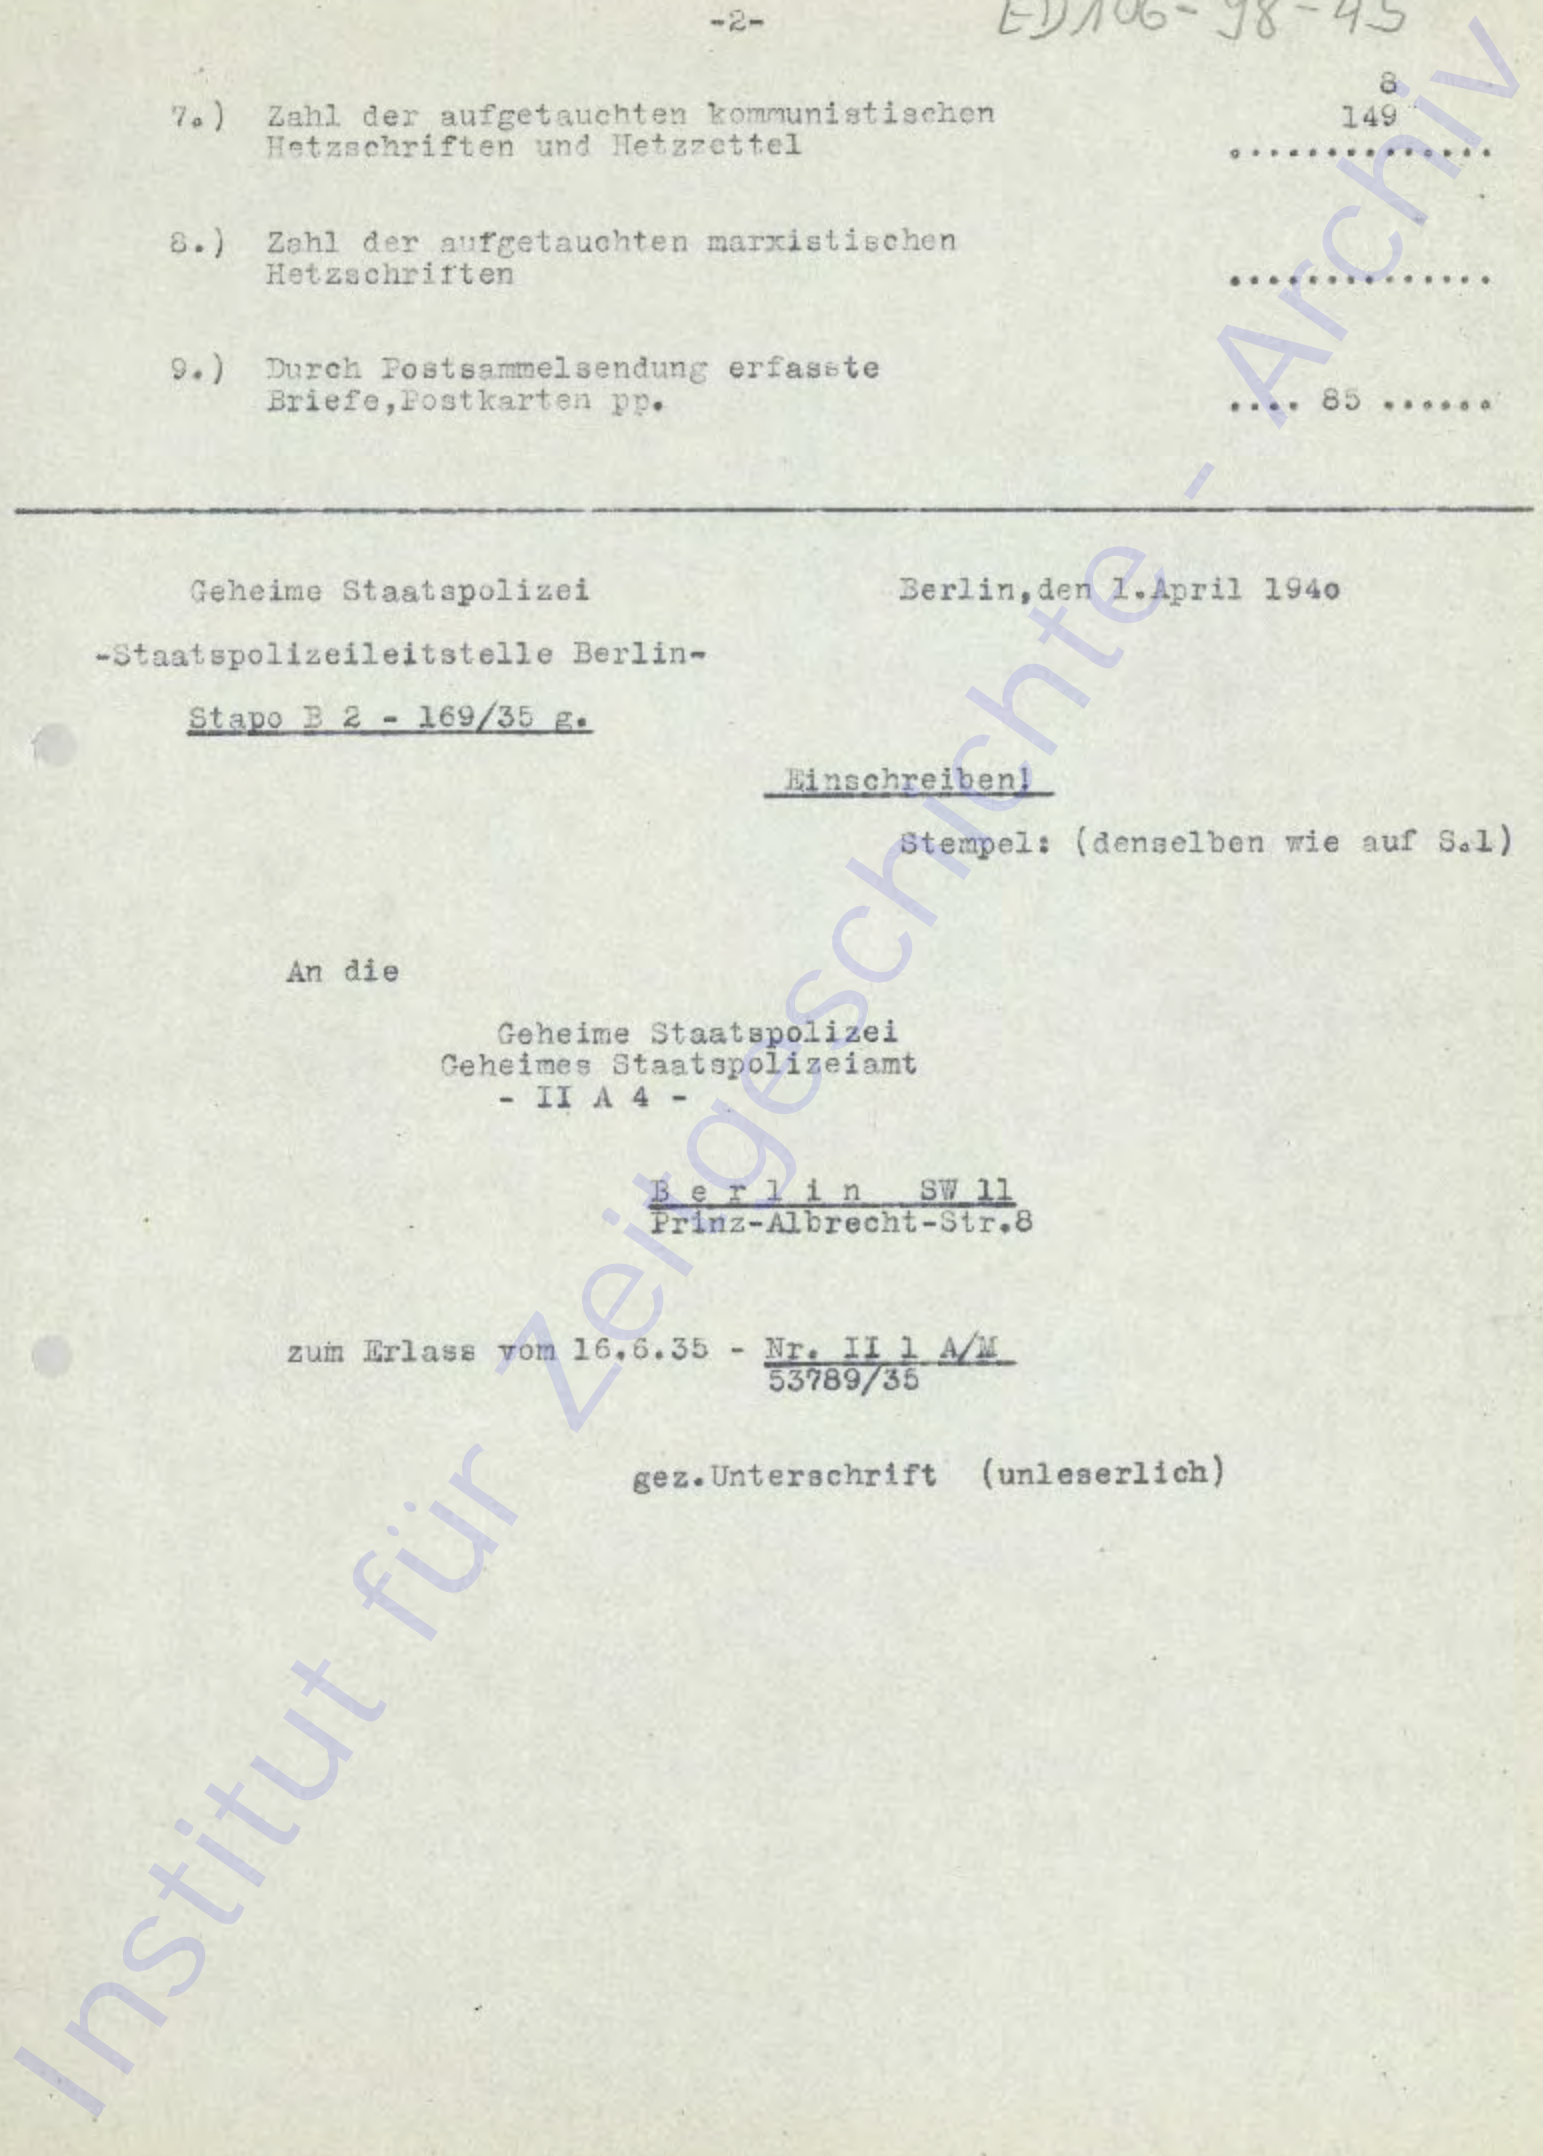 -2-
ED 106 - 98 - 45
8
7.) Zahl der aufgetauchten kommunistischen 149
Hetzschriften und Hetzzettel ..............
8.) Zahl der aufgetauchten marxistischen
Hetzschriften ..............
9.) Durch Postsammelsendung erfasste
Briefe,Postkarten pp. .... 85 ......
Geheime Staatspolizei Berlin,den 1.April 194o
-Staatspolizeileitstelle Berlin-
Stapo B 2 - 169/35 g.
Einschreiben!
Stempel: (denselben wie auf S.1)
An die
Geheime Staatspolizei
Geheimes Staatspolizeiamt
- II A 4 -
B e r l i n SW 11
Prinz-Albrecht-Str.8
zum Erlass vom 16.6.35 - Nr. II 1 A/M
53789/35
gez.Unterschrift (unleserlich)
Institut für Zeitgeschichte - Archiv